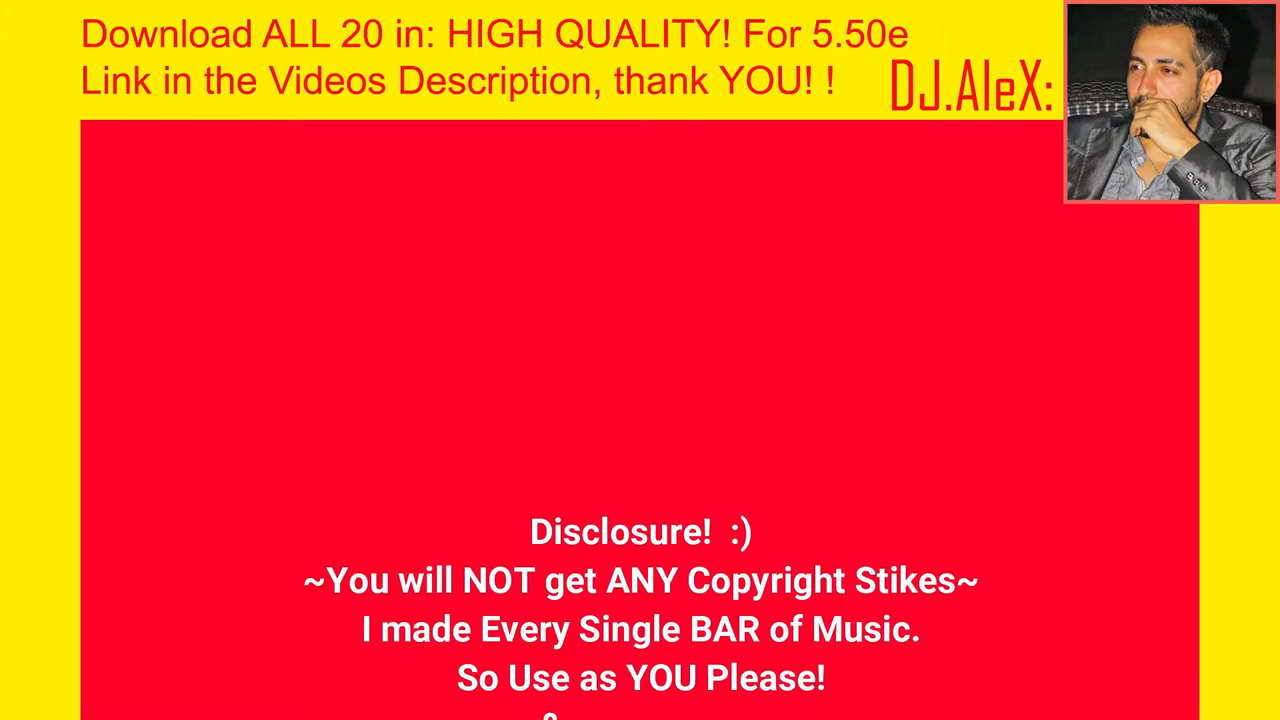 Download ALL 20 in: HIGH QUALITY! For 5.50e
Link in the Videos Description, thank YOU! !
DJ.AleX:
Disclosure!  :)
~You will NOT get ANY Copyright Stikes~
I made Every Single BAR of Music.
So Use as YOU Please!